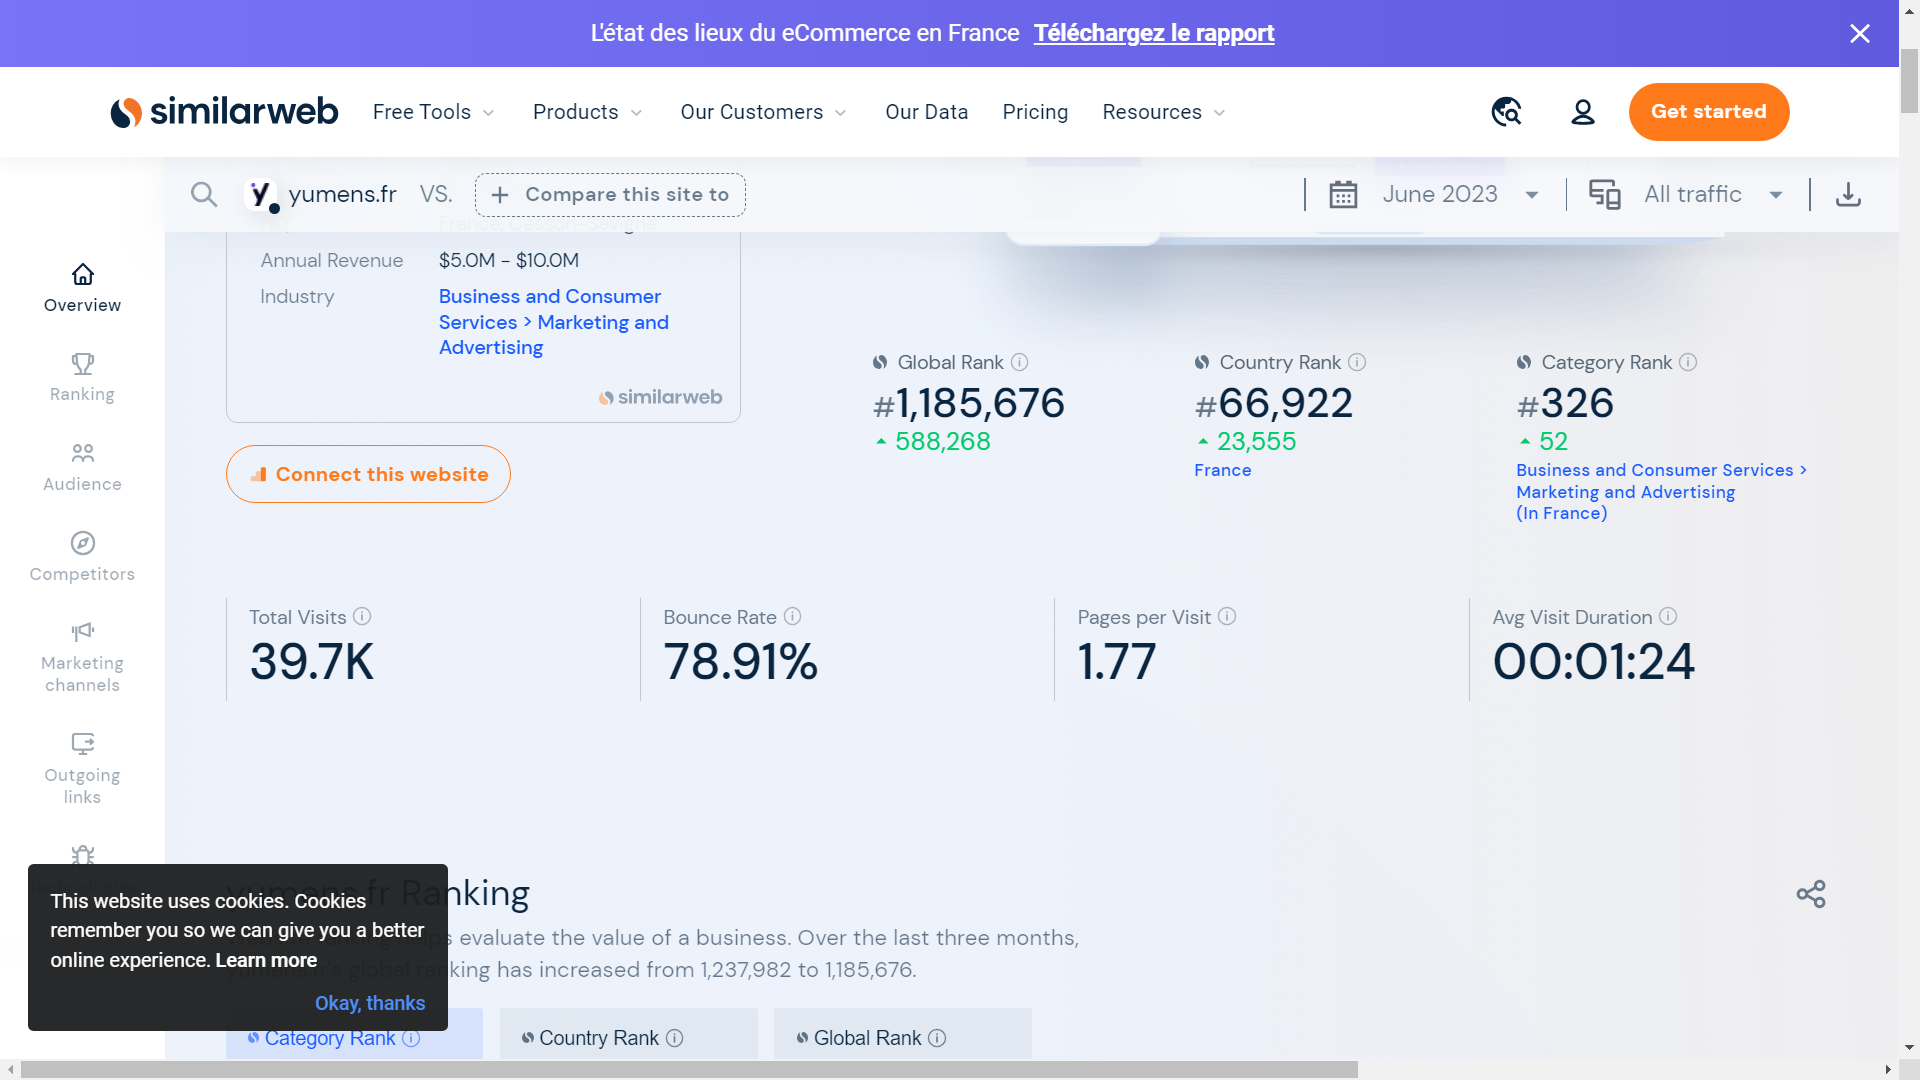 L'état des lieux du eCommerce en France Téléchargez le rapport
similarweb Free Tools Products Our Customers Our Data Pricing Resources Get started
yumens.fr VS. + Compare this site to June 2023 All traffic
Annual Revenue $5.0M - $10.0M
Industry Business and Consumer
Services > Marketing and
Advertising
similarweb
Connect this website
Global Rank
#1,185,676
588,268
Country Rank
#66,922
23,555
France
Category Rank
#326
52
Business and Consumer Services >
Marketing and Advertising
(In France)
Overview
Ranking
Audience
Competitors
Marketing
channels
Outgoing
links
Total Visits
39.7K
Bounce Rate
78.91%
Pages per Visit
1.77
Avg Visit Duration
00:01:24
yumens.fr Ranking
evaluate the value of a business. Over the last three months,
yumens.fr's global ranking has increased from 1,237,982 to 1,185,676.
Category Rank Country Rank Global Rank
This website uses cookies. Cookies
remember you so we can give you a better
online experience. Learn more
Okay, thanks